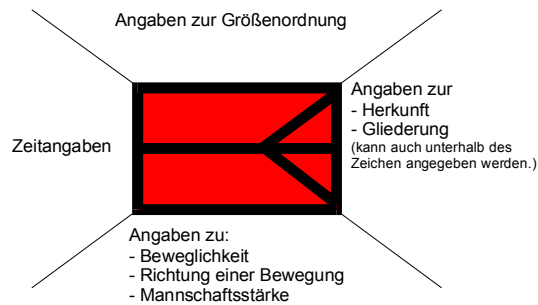 Angaben zur Größenordnung
Zeitangaben
Angaben zur
- Herkunft
- Gliederung
(kann auch unterhalb des
Zeichen angegeben werden.)
Angaben zu:
- Beweglichkeit
- Richtung einer Bewegung
- Mannschaftsstärke